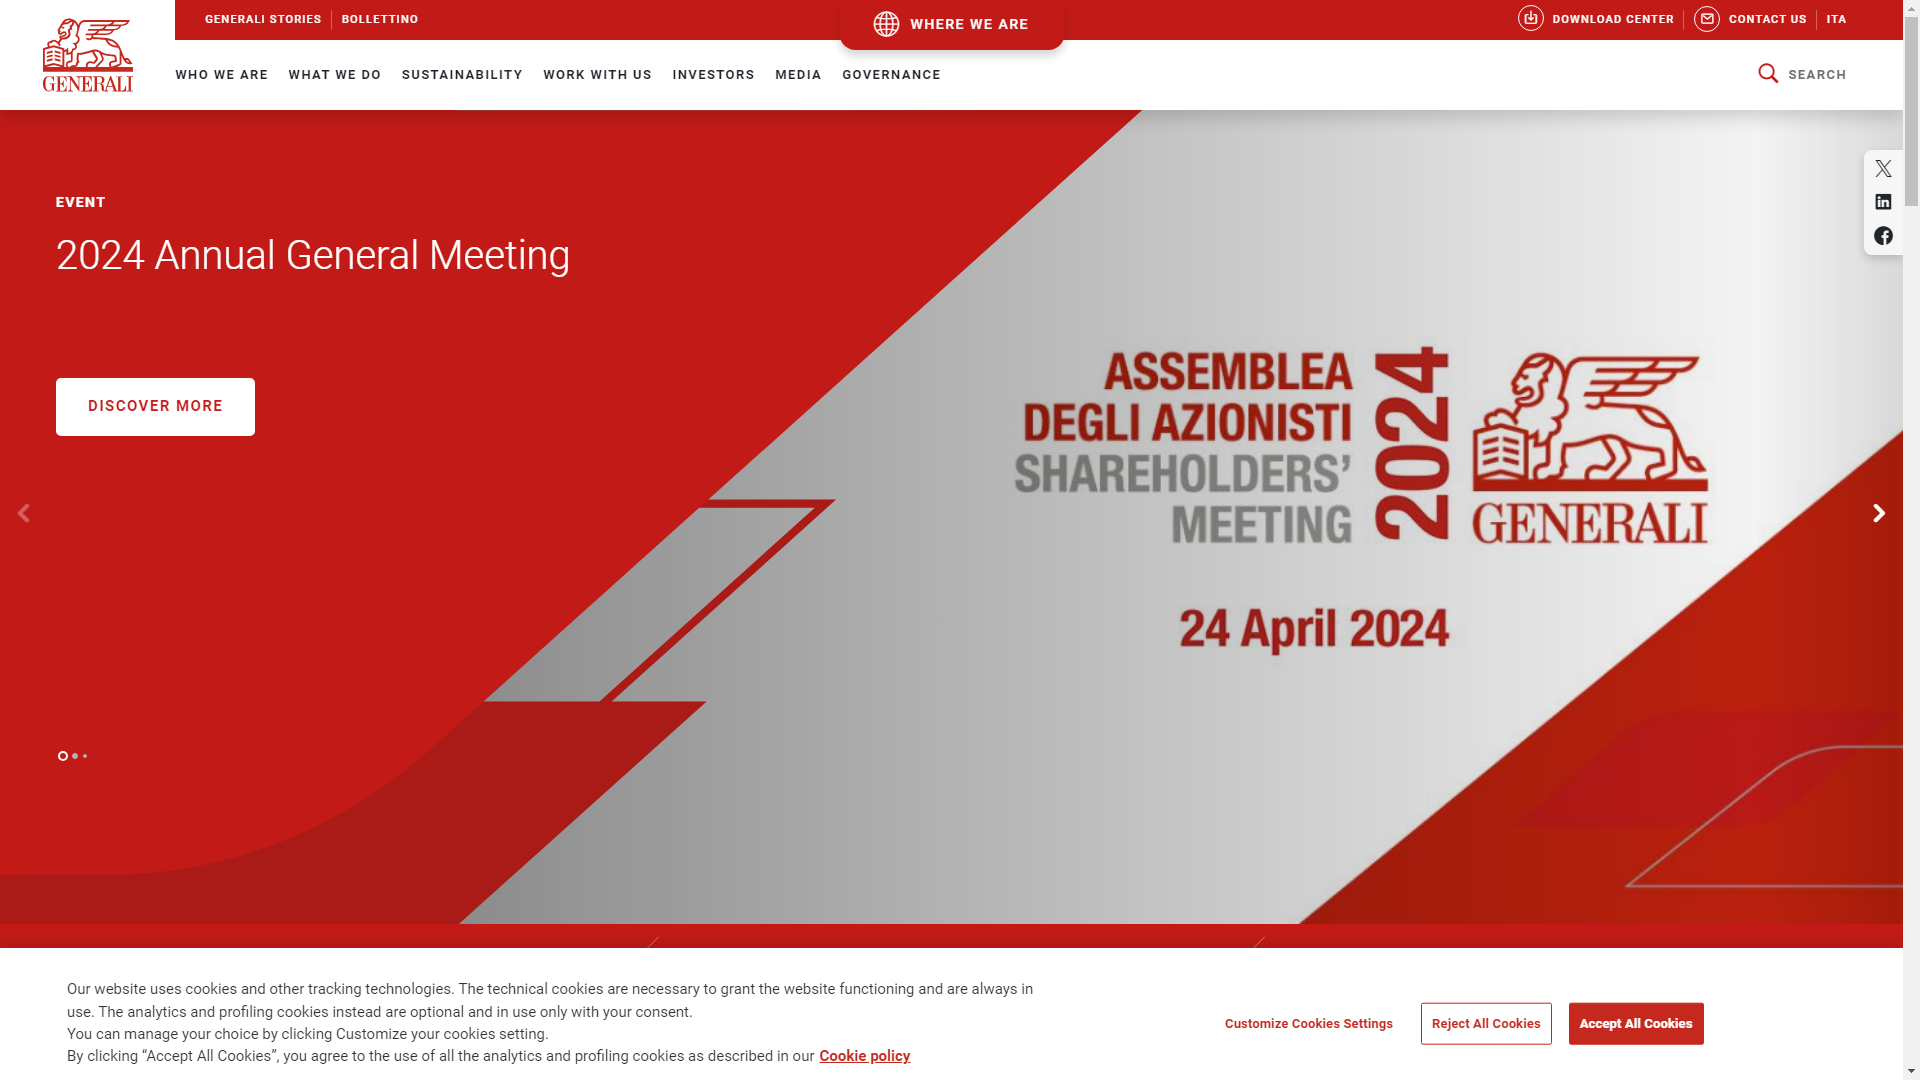 GENERALI STORIES
BOLLETTINO
WHERE WE ARE
DOWNLOAD CENTER
CONTACT US
ITA
GENERALI
WHO WE ARE
WHAT WE DO
SUSTAINABILITY
WORK WITH US
INVESTORS
MEDIA
GOVERNANCE
SEARCH
EVENT
2024 Annual General Meeting
DISCOVER MORE
ASSEMBLEA
DEGLI AZIONISTI
SHAREHOLDERS’
MEETING
2024
GENERALI
24 April 2024
Our website uses cookies and other tracking technologies. The technical cookies are necessary to grant the website functioning and are always in
use. The analytics and profiling cookies instead are optional and in use only with your consent.
You can manage your choice by clicking Customize your cookies setting.
By clicking “Accept All Cookies”, you agree to the use of all the analytics and profiling cookies as described in our Cookie policy
Customize Cookies Settings
Reject All Cookies
Accept All Cookies